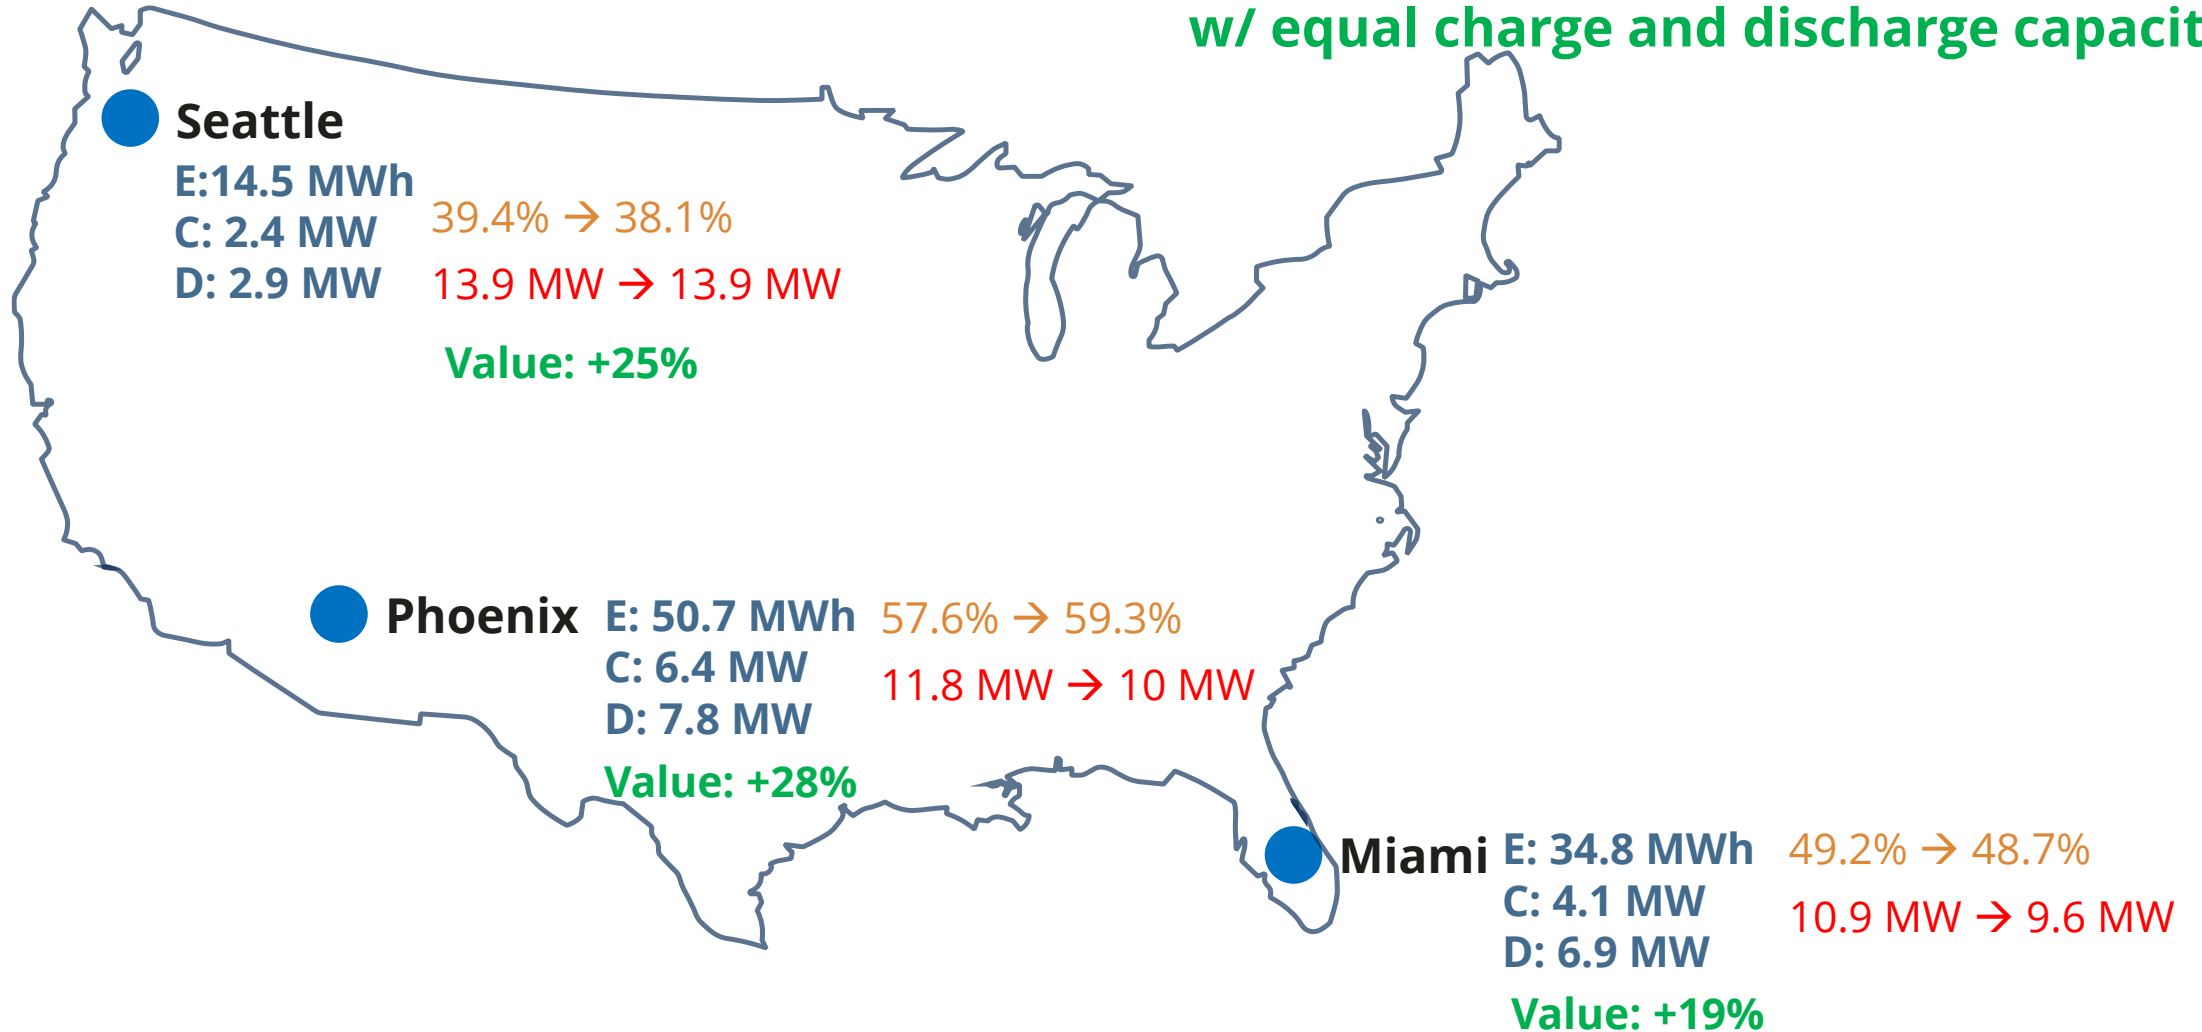 w/ equal charge and discharge
Seattle
E:14.5 MWh
C: 2.4 MW
D: 2.9 MW
39.4% → 38.1%
13.9 MW → 13.9 MW
Value: +25%
Phoenix
E: 50.7 MWh
C: 6.4 MW
D: 7.8 MW
57.6% → 59.3%
11.8 MW → 10 MW
Value: +28%
Miami
E: 34.8 MWh
C: 4.1 MW
D: 6.9 MW
49.2% → 48.7%
10.9 MW → 9.6 MW
Value: +19%